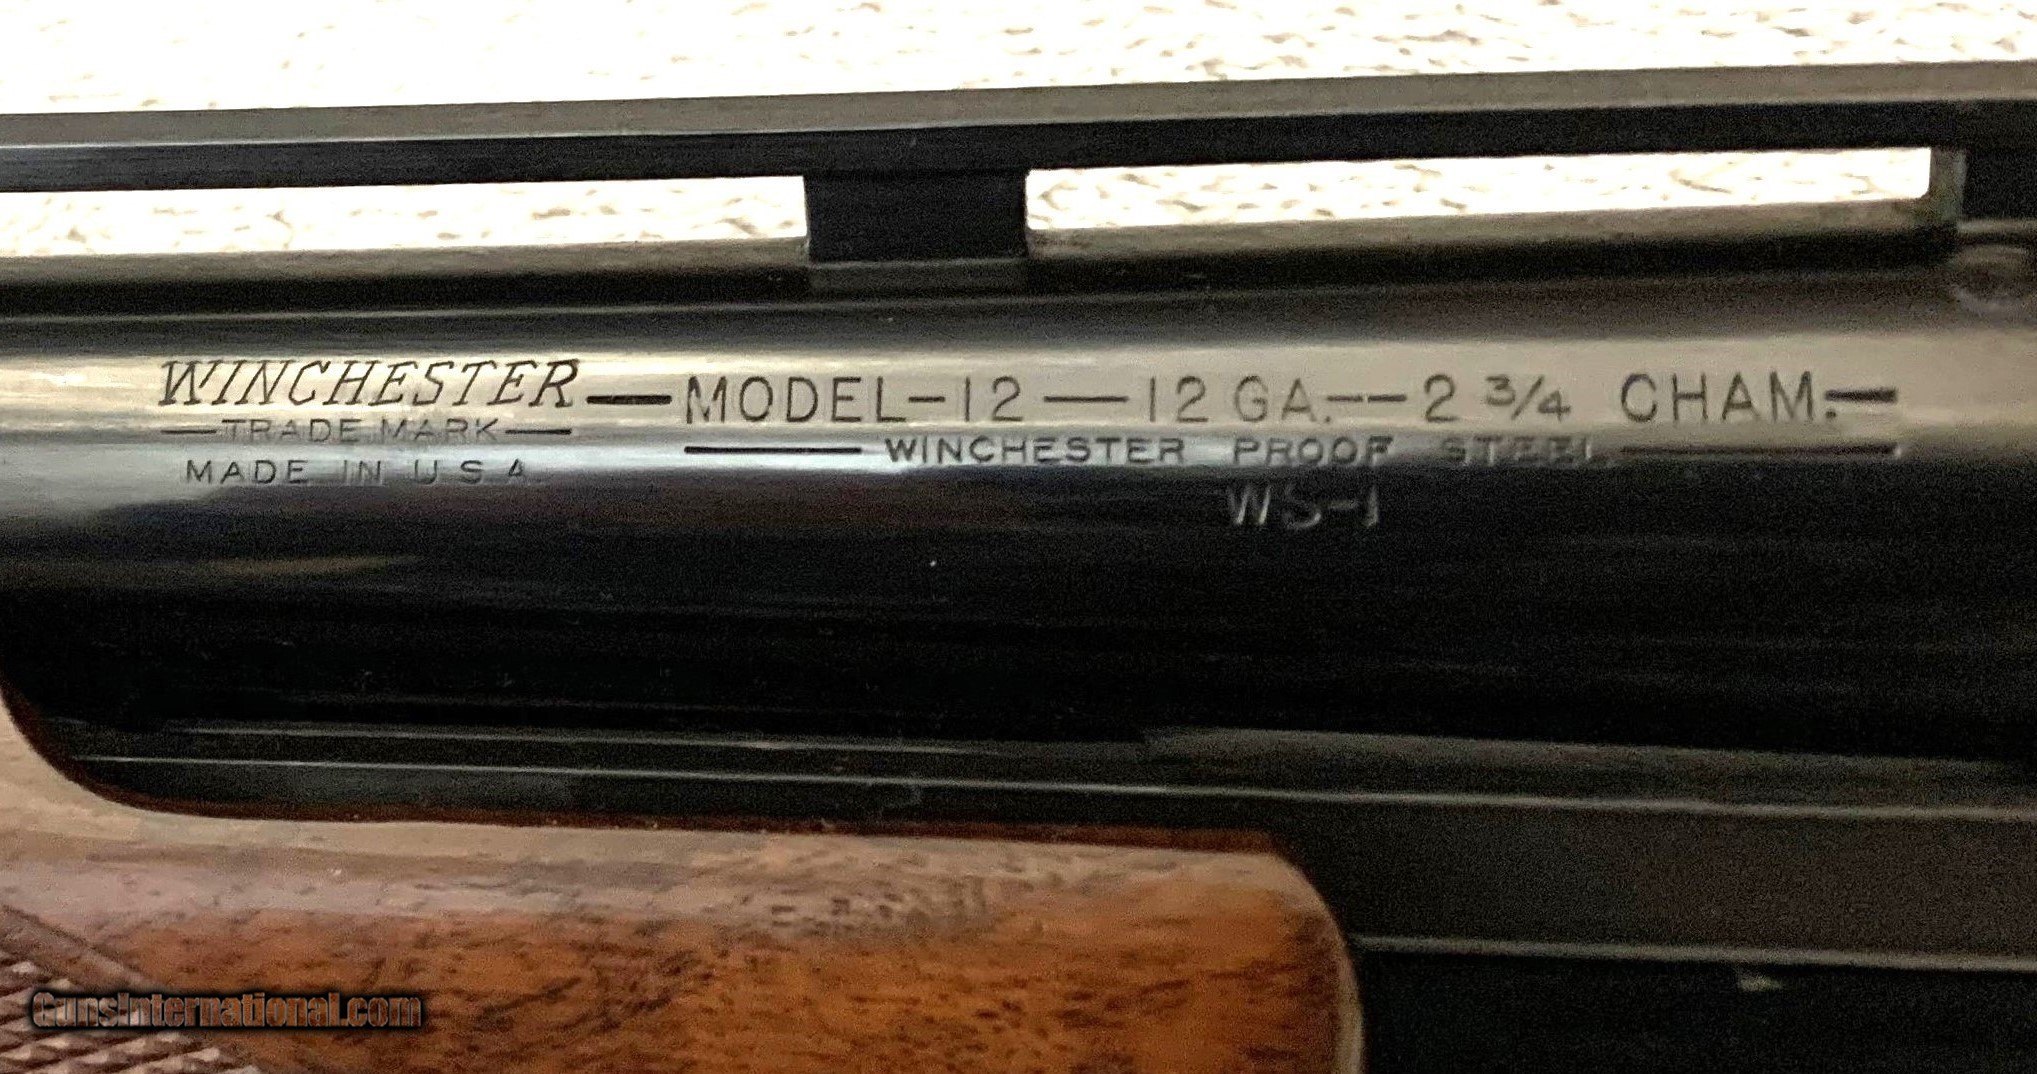 WINCHESTER—MODEL-12—12 GA.--2 3/4 CHAM.—
—TRADE MARK—
—WINCHESTER PROOF STEEL—
MADE IN U.S.A.
WS-1
GunsInternational.com